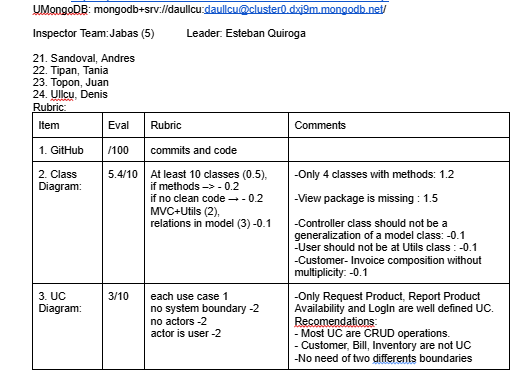 UMongoDB: mongodb+srv://daullcu:daullcu@cluster0.dxj9m.mongodb.net/
Inspector Team:Jabas (5) Leader: Esteban Quiroga
21. Sandoval, Andres
22. Tipan, Tania
23. Topon, Juan
24. Ullcu, Denis
Rubric:
Item Eval Rubric Comments
1. GitHub /100 commits and code
2. Class
Diagram:
5.4/10
At least 10 classes (0.5),
if methods –> - 0.2
if no clean code → - 0.2
MVC+Utils (2),
relations in model (3) -0.1
-Only 4 classes with methods: 1.2
-View package is missing : 1.5
-Controller class should not be a
generalization of a model class: -0.1
-User should not be at Utils class : -0.1
-Customer- Invoice composition without
multiplicity: -0.1
3. UC
Diagram:
3/10
each use case 1
no system boundary -2
no actors -2
actor is user -2
-Only Request Product, Report Product
Availability and LogIn are well defined UC.
Recomendations:
- Most UC are CRUD operations.
- Customer, Bill, Inventory are not UC
-No need of two differents boundaries